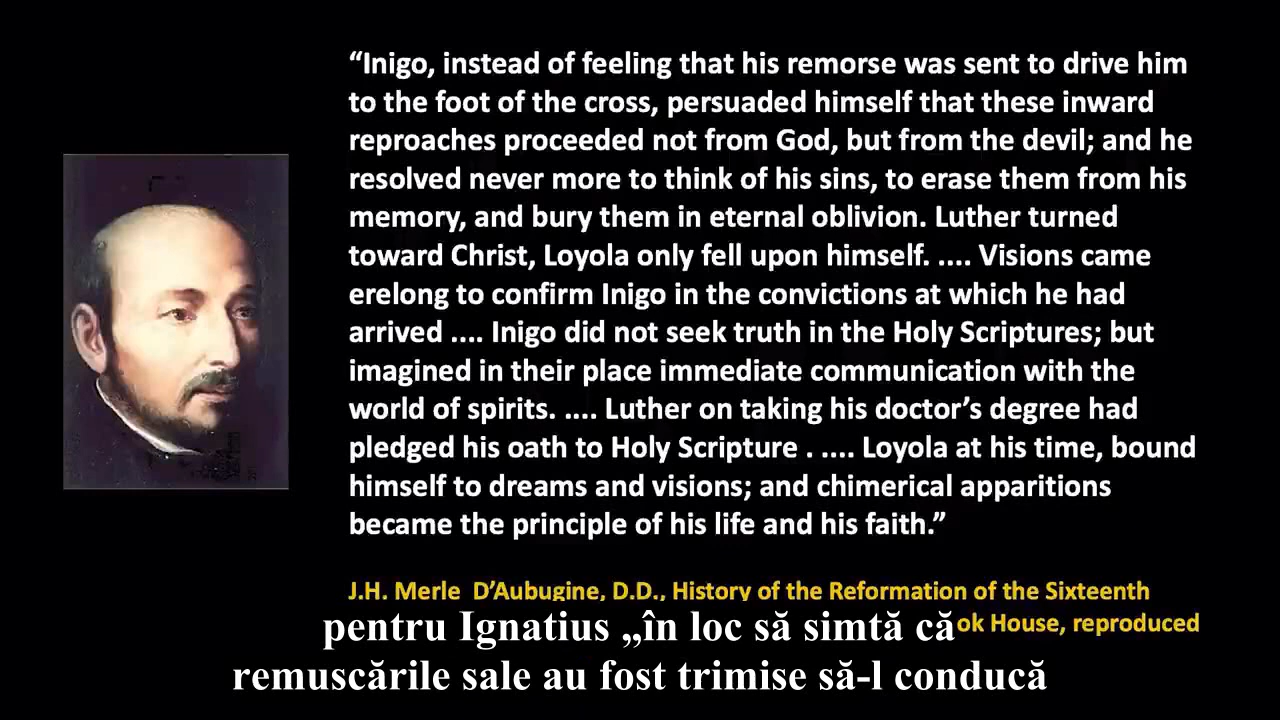 “Inigo, instead of feeling that his remorse was sent to drive him
to the foot of the cross, persuaded himself that these inward
reproaches proceeded not from God, but from the devil; and he
resolved never more to think of his sins, to erase them from his
memory, and bury them in eternal oblivion. Luther turned
toward Christ, Loyola only fell upon himself. .... Visions came
erelong to confirm Inigo in the convictions at which he had
arrived .... Inigo did not seek truth in the Holy Scriptures; but
imagined in their place immediate communication with the
world of spirits. .... Luther on taking his doctor’s degree had
pledged his oath to Holy Scripture . .... Loyola at his time, bound
himself to dreams and visions; and chimerical apparitions
became the principle of his life and his faith.”
J.H. Merle D’Aubugine, D.D., History of the Reformation of the Sixteenth
ok House, reproduced
pentru Ignatius „în loc să simtă că
remuscările sale au fost trimise să-l conducă